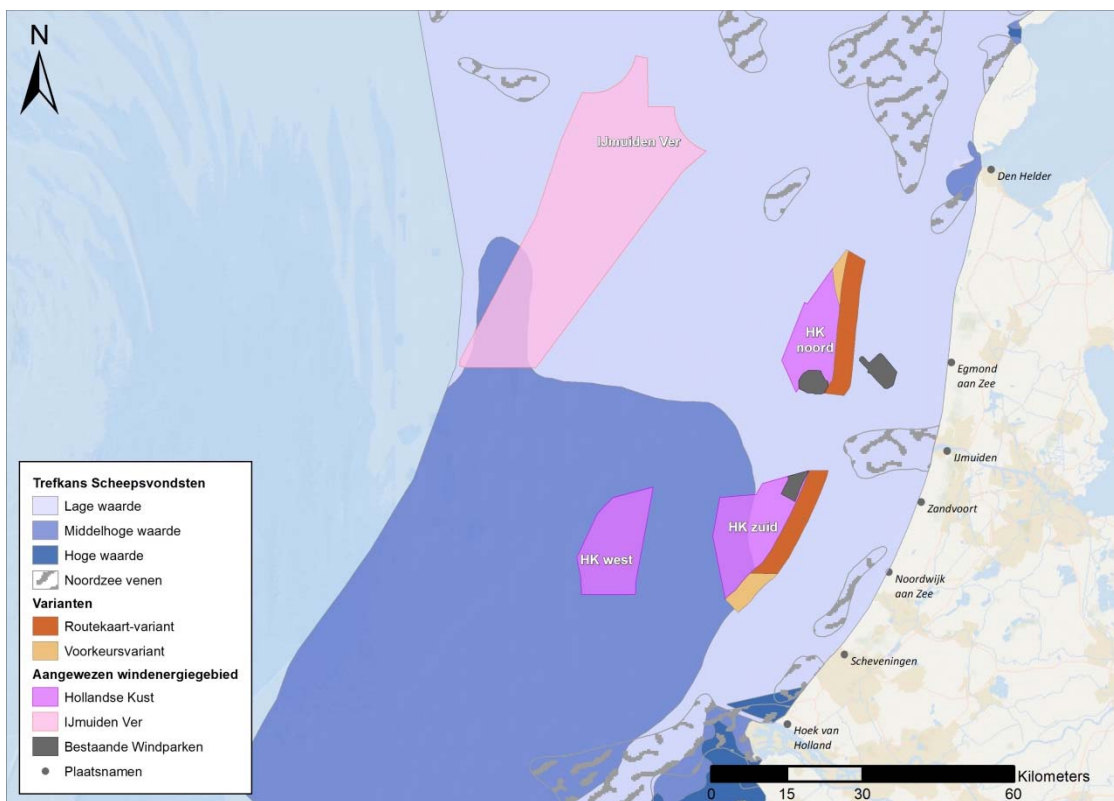 N
IJmuiden Ver
Den Helder
HK
noord
Egmond
aan Zee
IJmuiden
Zandvoort
HK zuid
HK west
Noordwijk
aan Zee
Scheveningen
Hoek van
Holland
Trefkans Scheepsvondsten
Lage waarde
Middelhoge waarde
Hoge waarde
Noordzee venen
Varianten
Routekaart-variant
Voorkeursvariant
Aangewezen windenergiegebied
Hollandse Kust
IJmuiden Ver
Bestaande Windparken
Plaatsnamen
Kilometers
0 15 30 60